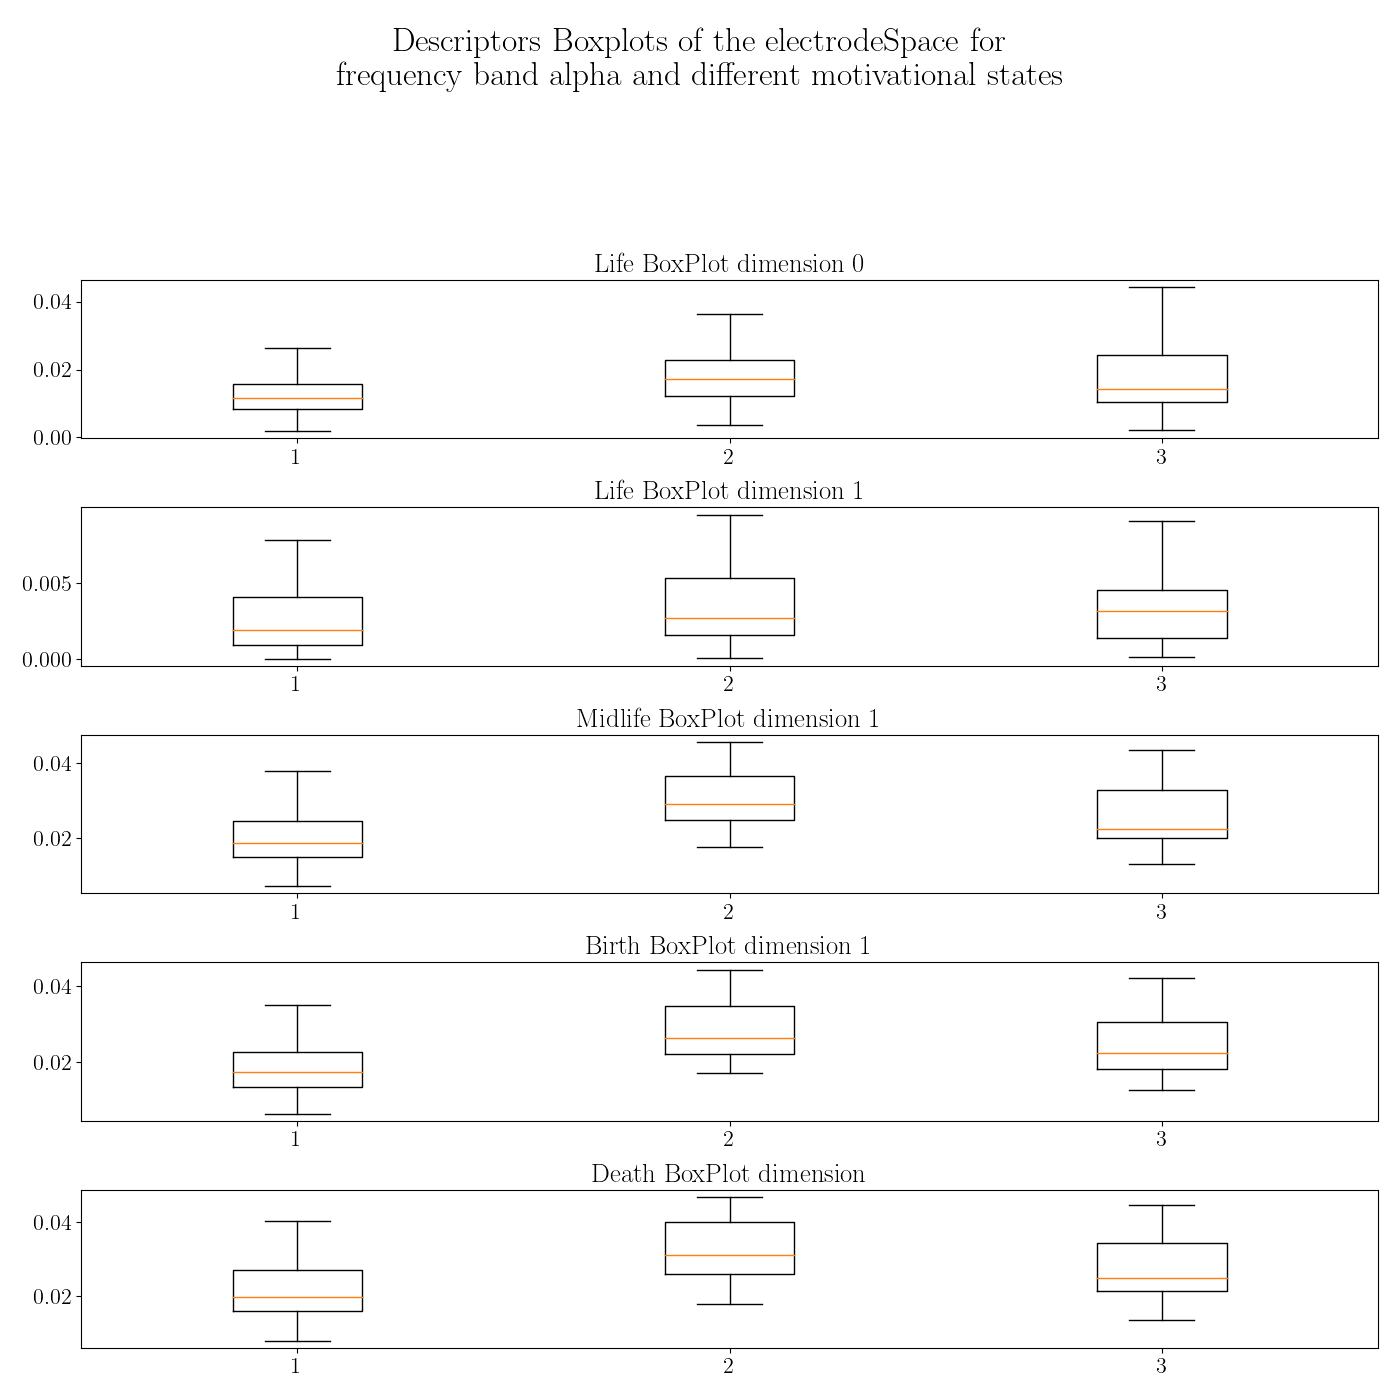 Descriptors Boxplots of the electrodeSpace for
frequency band alpha and different motivational states
Life BoxPlot dimension 0
0.04
0.02
0.00
1 2 3
Life BoxPlot dimension 1
0.005
0.000
1 2 3
Midlife BoxPlot dimension 1
0.04
0.02
1 2 3
Birth BoxPlot dimension 1
0.04
0.02
1 2 3
Death BoxPlot dimension
0.04
0.02
1 2 3